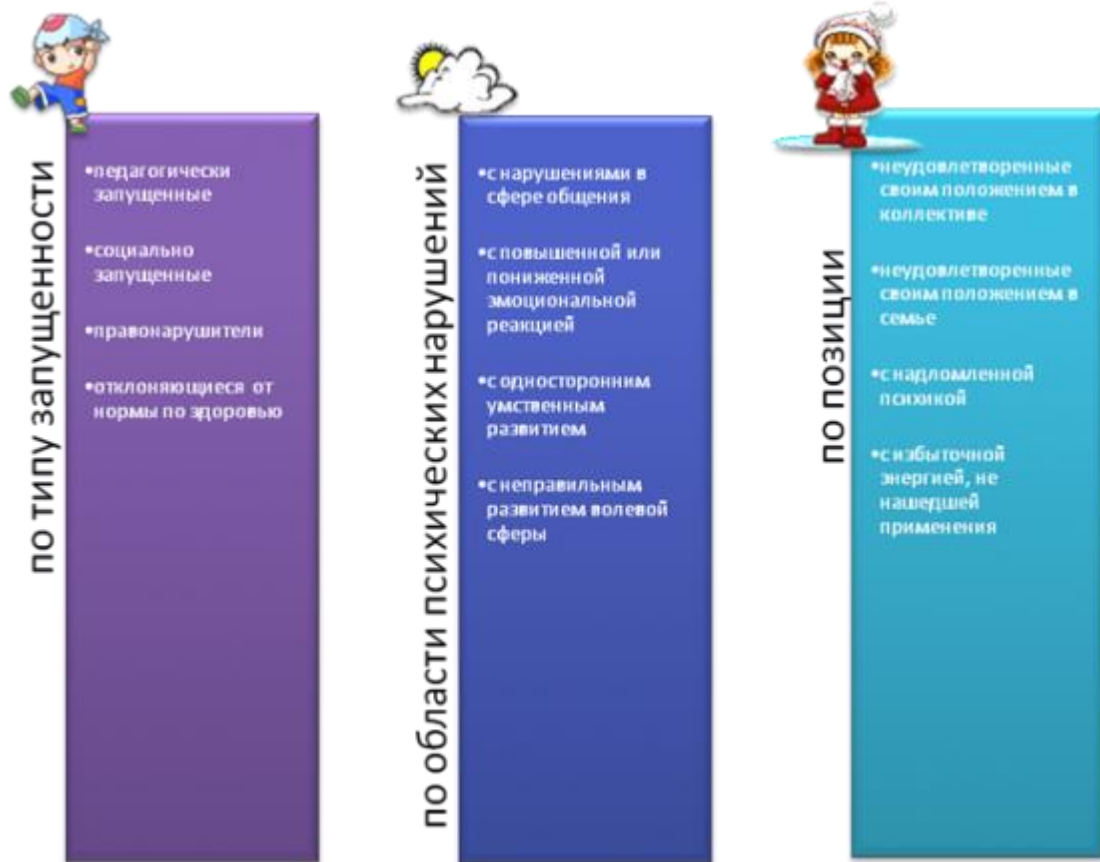 по типу запущенности
•педагогически
запущенные
•социально
запущенные
•правонарушители
•отклоняющиеся от
нормы по здоровью
по области психических нарушений
•с нарушениями в
сфере общения
•с повышенной или
пониженной
эмоциональной
реакцией
•с односторонним
умственным
развитием
•с неправильным
развитием волевой
сферы
по позиции
•неудовлетворенные
своим положением в
коллективе
•неудовлетворенные
своим положением в
семье
•с надломленной
психикой
•с избыточной
энергией, не
нашедшей
применения